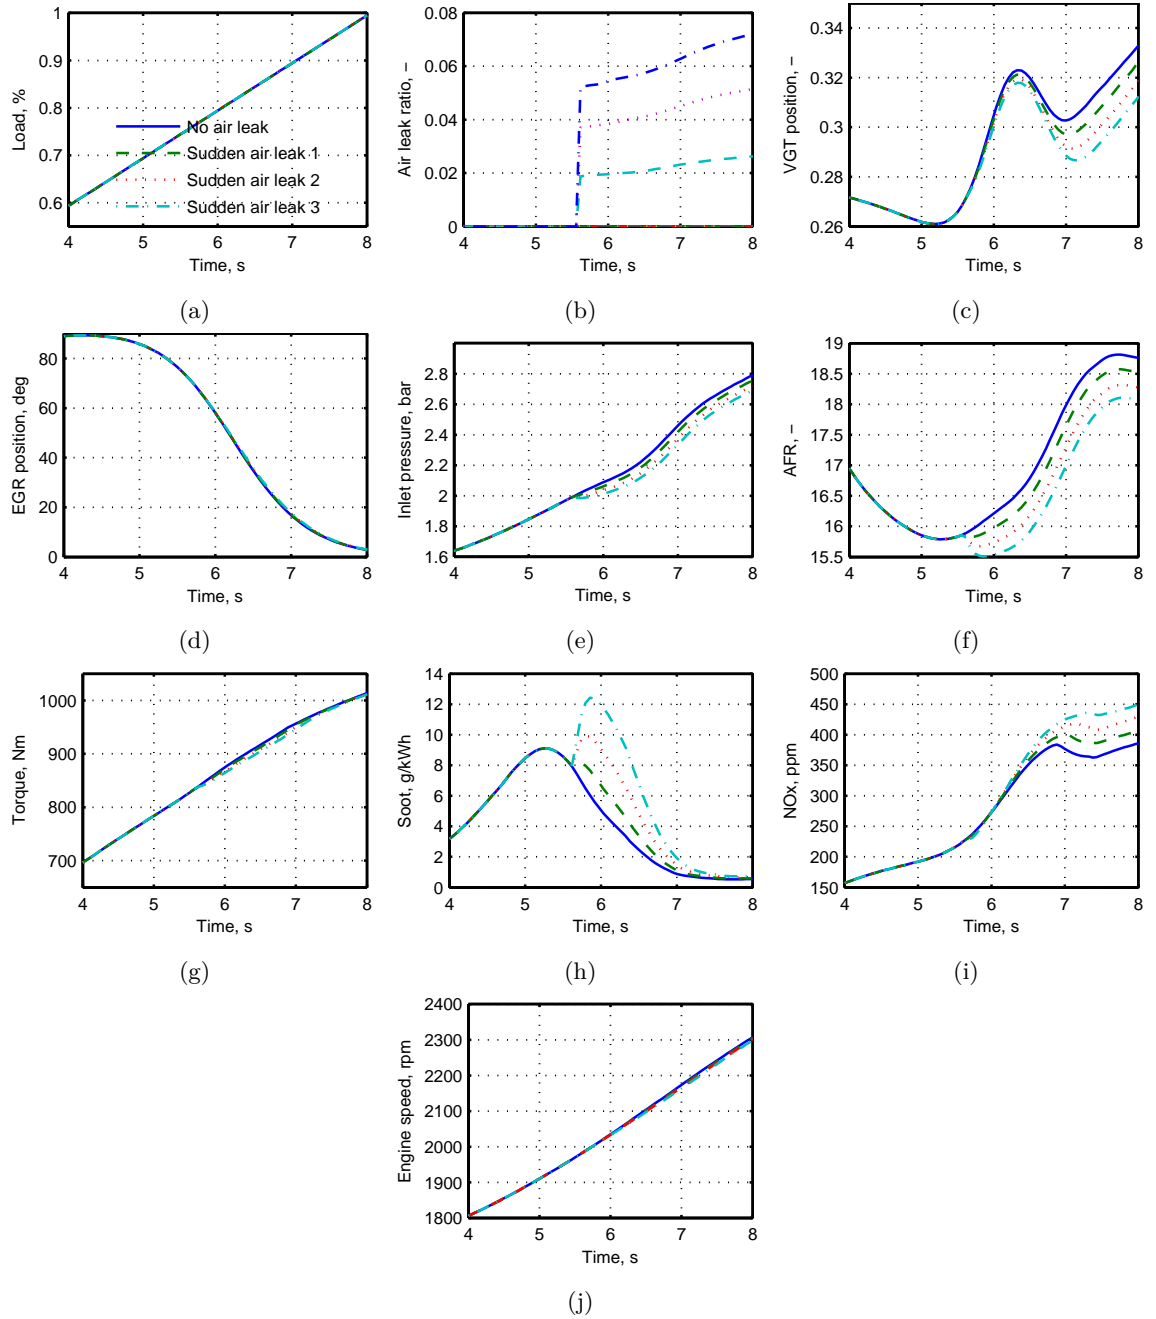 1
0.9
0.8
0.7
0.6
Load, %
No air leak
Sudden air leak 1
Sudden air leak 2
Sudden air leak 3
4 5 6 7 8
Time, s
(a)
0.08
0.06
0.04
0.02
0
Air leak ratio, –
4 5 6 7 8
Time, s
(b)
0.34
0.32
0.3
0.28
0.26
VGT position, –
4 5 6 7 8
Time, s
(c)
80
60
40
20
0
EGR position, deg
4 5 6 7 8
Time, s
(d)
2.8
2.6
2.4
2.2
2
1.8
1.6
Inlet pressure, bar
4 5 6 7 8
Time, s
(e)
19
18.5
18
17.5
17
16.5
16
15.5
AFR, –
4 5 6 7 8
Time, s
(f)
1000
900
800
700
Torque, Nm
4 5 6 7 8
Time, s
(g)
14
12
10
8
6
4
2
0
Soot, g/kWh
4 5 6 7 8
Time, s
(h)
500
450
400
350
300
250
200
150
NOx, ppm
4 5 6 7 8
Time, s
(i)
2400
2300
2200
2100
2000
1900
1800
Engine speed, rpm
4 5 6 7 8
Time, s
(j)